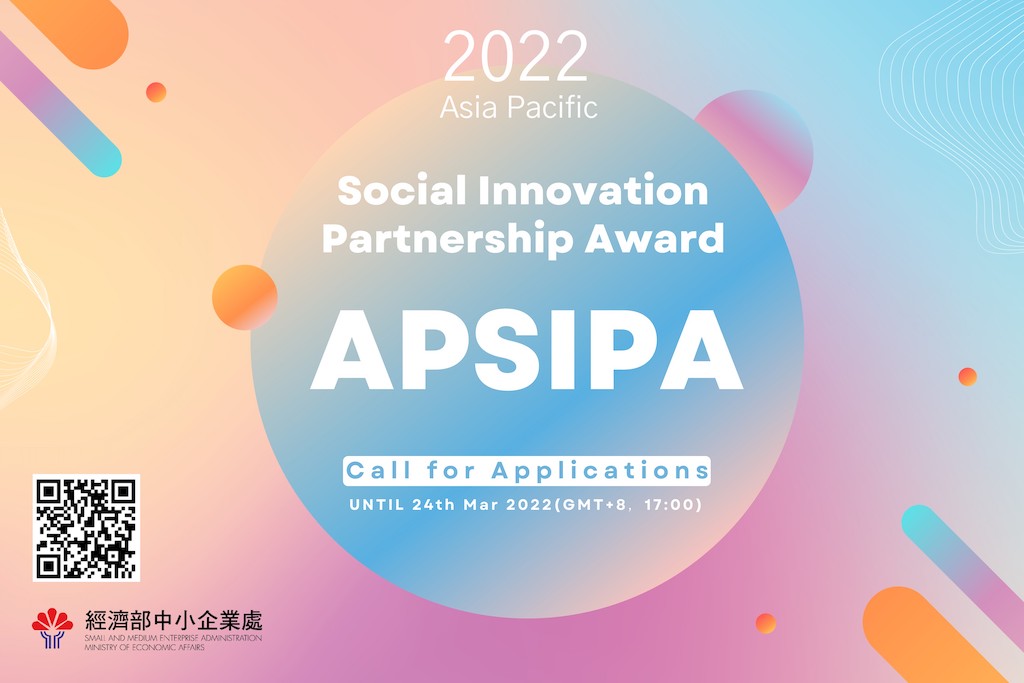 2022
Asia Pacific
Social Innovation
Partnership Award
APSIPA
Call for Applications
UNTIL 24th Mar 2022(GMT+8, 17:00)
經濟部中小企業處
SMALL AND MEDIUM ENTERPRISE ADMINISTRATION
MINISTRY OF ECONOMIC AFFAIRS